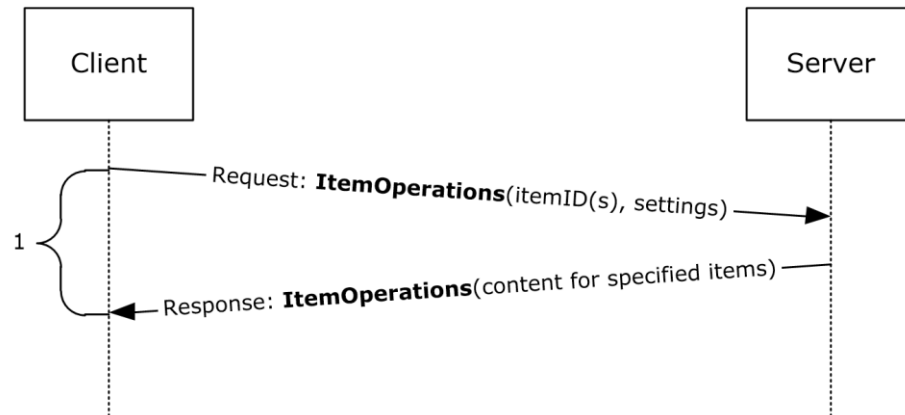 Client
Server
Request: ItemOperations(itemID(s), settings)
1
Response: ItemOperations(content for specified items)